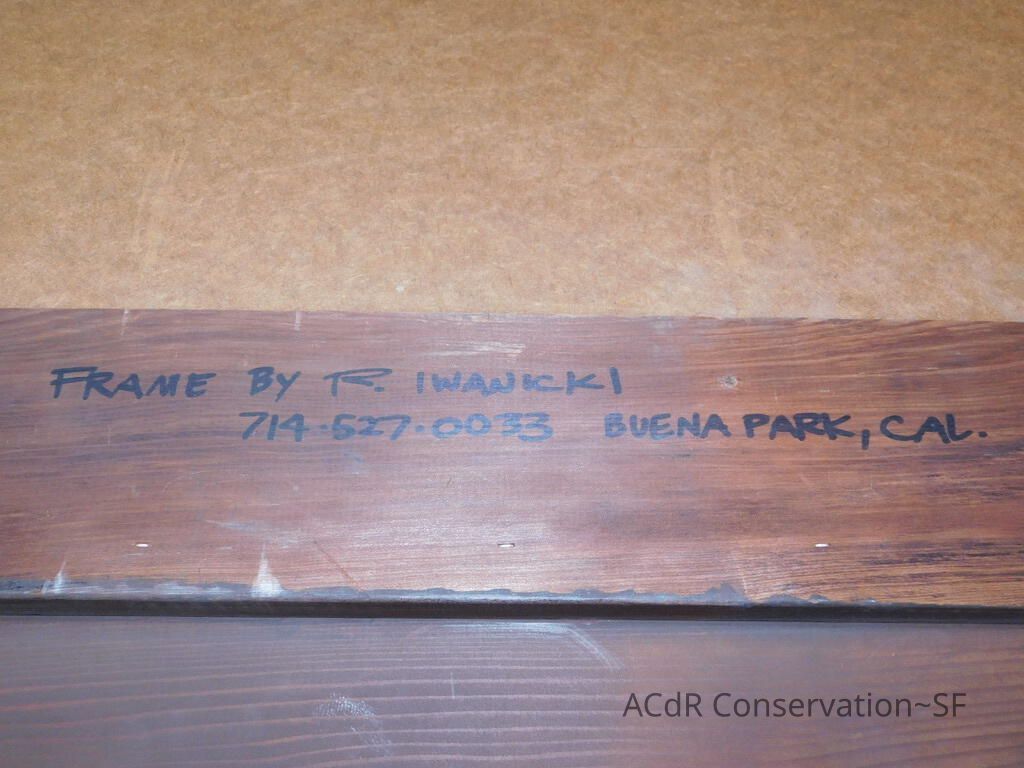 FRAME BY R. IWANICKI
714·527·0033 BUENA PARK, CAL.
ACdR Conservation~SF